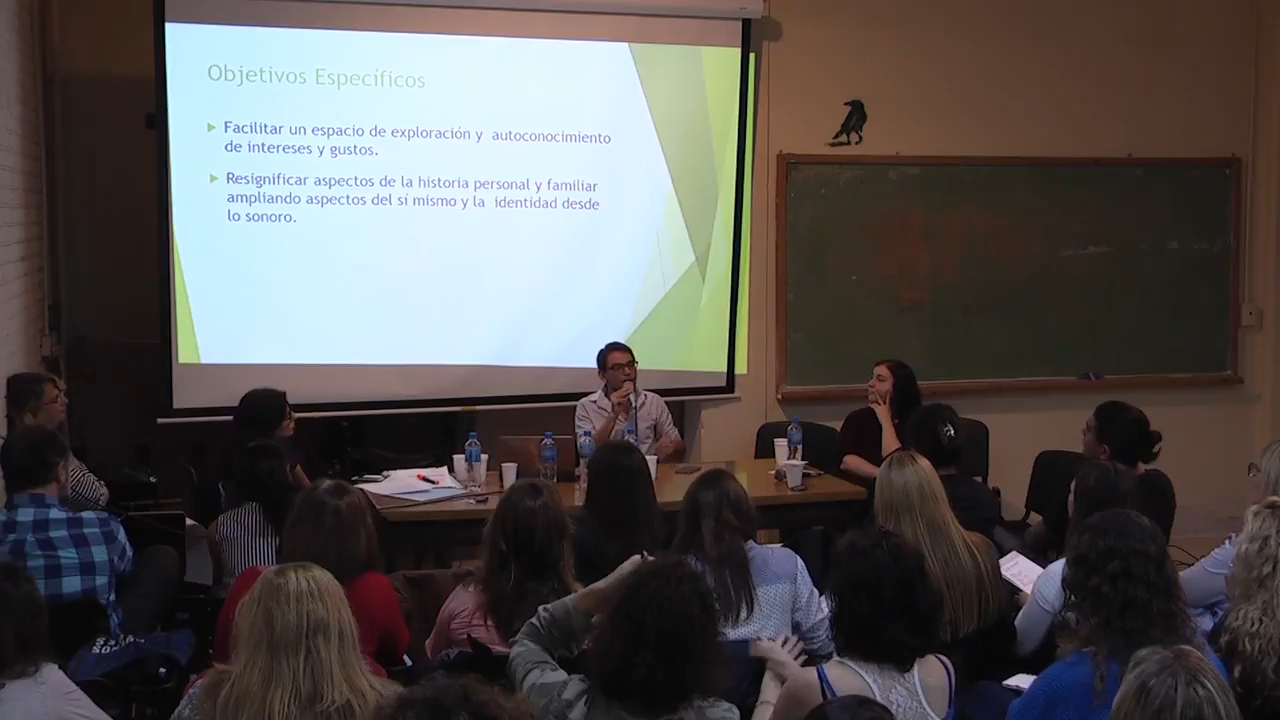 Objetivos Específicos
Facilitar un espacio de exploración y autoconocimiento
de intereses y gustos.
Resignificar aspectos de la historia personal y familiar
ampliando aspectos del sí mismo y la identidad desde
lo sonoro.